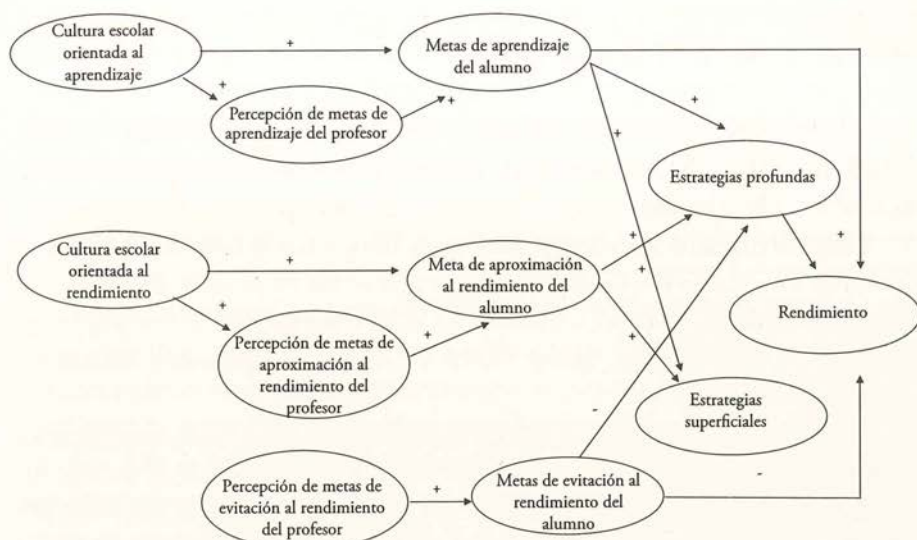 Cultura escolar
orientada al
aprendizaje
+
Metas de aprendizaje
del alumno
+
Percepción de metas de
aprendizaje del profesor
+
+
+
Estrategias profundas
Cultura escolar
orientada al
rendimiento
+
Meta de aproximación
al rendimiento del
alumno
+
+
+
Rendimiento
+
Percepción de metas de
aproximación al
rendimiento del
profesor
+
+
Estrategias
superficiales
-
Percepción de metas de
evitación al rendimiento
del profesor
+
Metas de evitación al
rendimiento del
alumno
-